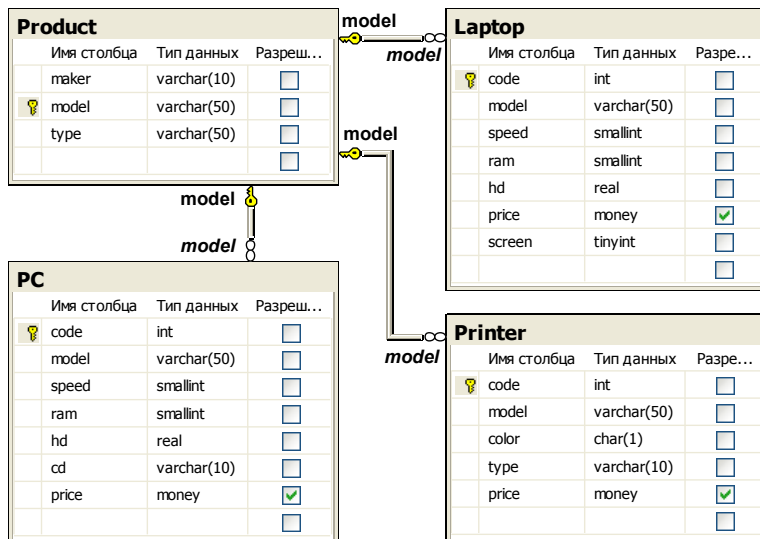 Product
Имя столбца Тип данных Разреш...
maker varchar(10)
model varchar(50)
type varchar(50)
model
model
Laptop
Имя столбца Тип данных Разре...
code int
model varchar(50)
speed smallint
ram smallint
hd real
price money
screen tinyint
model
model
model
model
PC
Имя столбца Тип данных Разреш...
code int
model varchar(50)
speed smallint
ram smallint
hd real
cd varchar(10)
price money
Printer
Имя столбца Тип данных Разре...
code int
model varchar(50)
color char(1)
type varchar(10)
price money